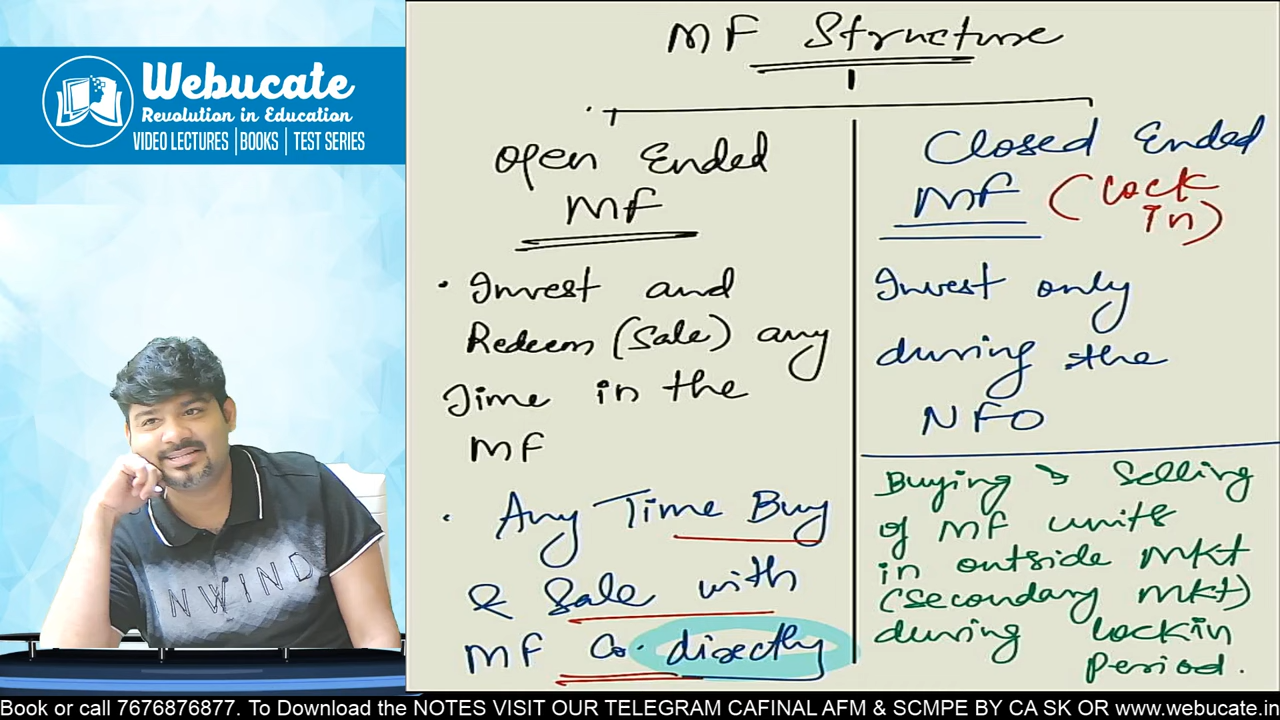 Webucate
Revolution in Education
VIDEO LECTURES | BOOKS | TEST SERIES
MF Structure
Open Ended
MF
• Invest and
Redeem (Sale) any
Time in the
MF
• Any Time Buy
& Sale with
MF Co. directly
Closed Ended
MF (Lock
in)
Invest only
during the
NFO
Buying & Selling
of MF units
in outside MKT
(Secondary MKT)
during lockin
period.
NWIND
Book or call 7676876877. To Download the NOTES VISIT OUR TELEGRAM CAFINAL AFM & SCMPE BY CA SK OR www.webucate.in